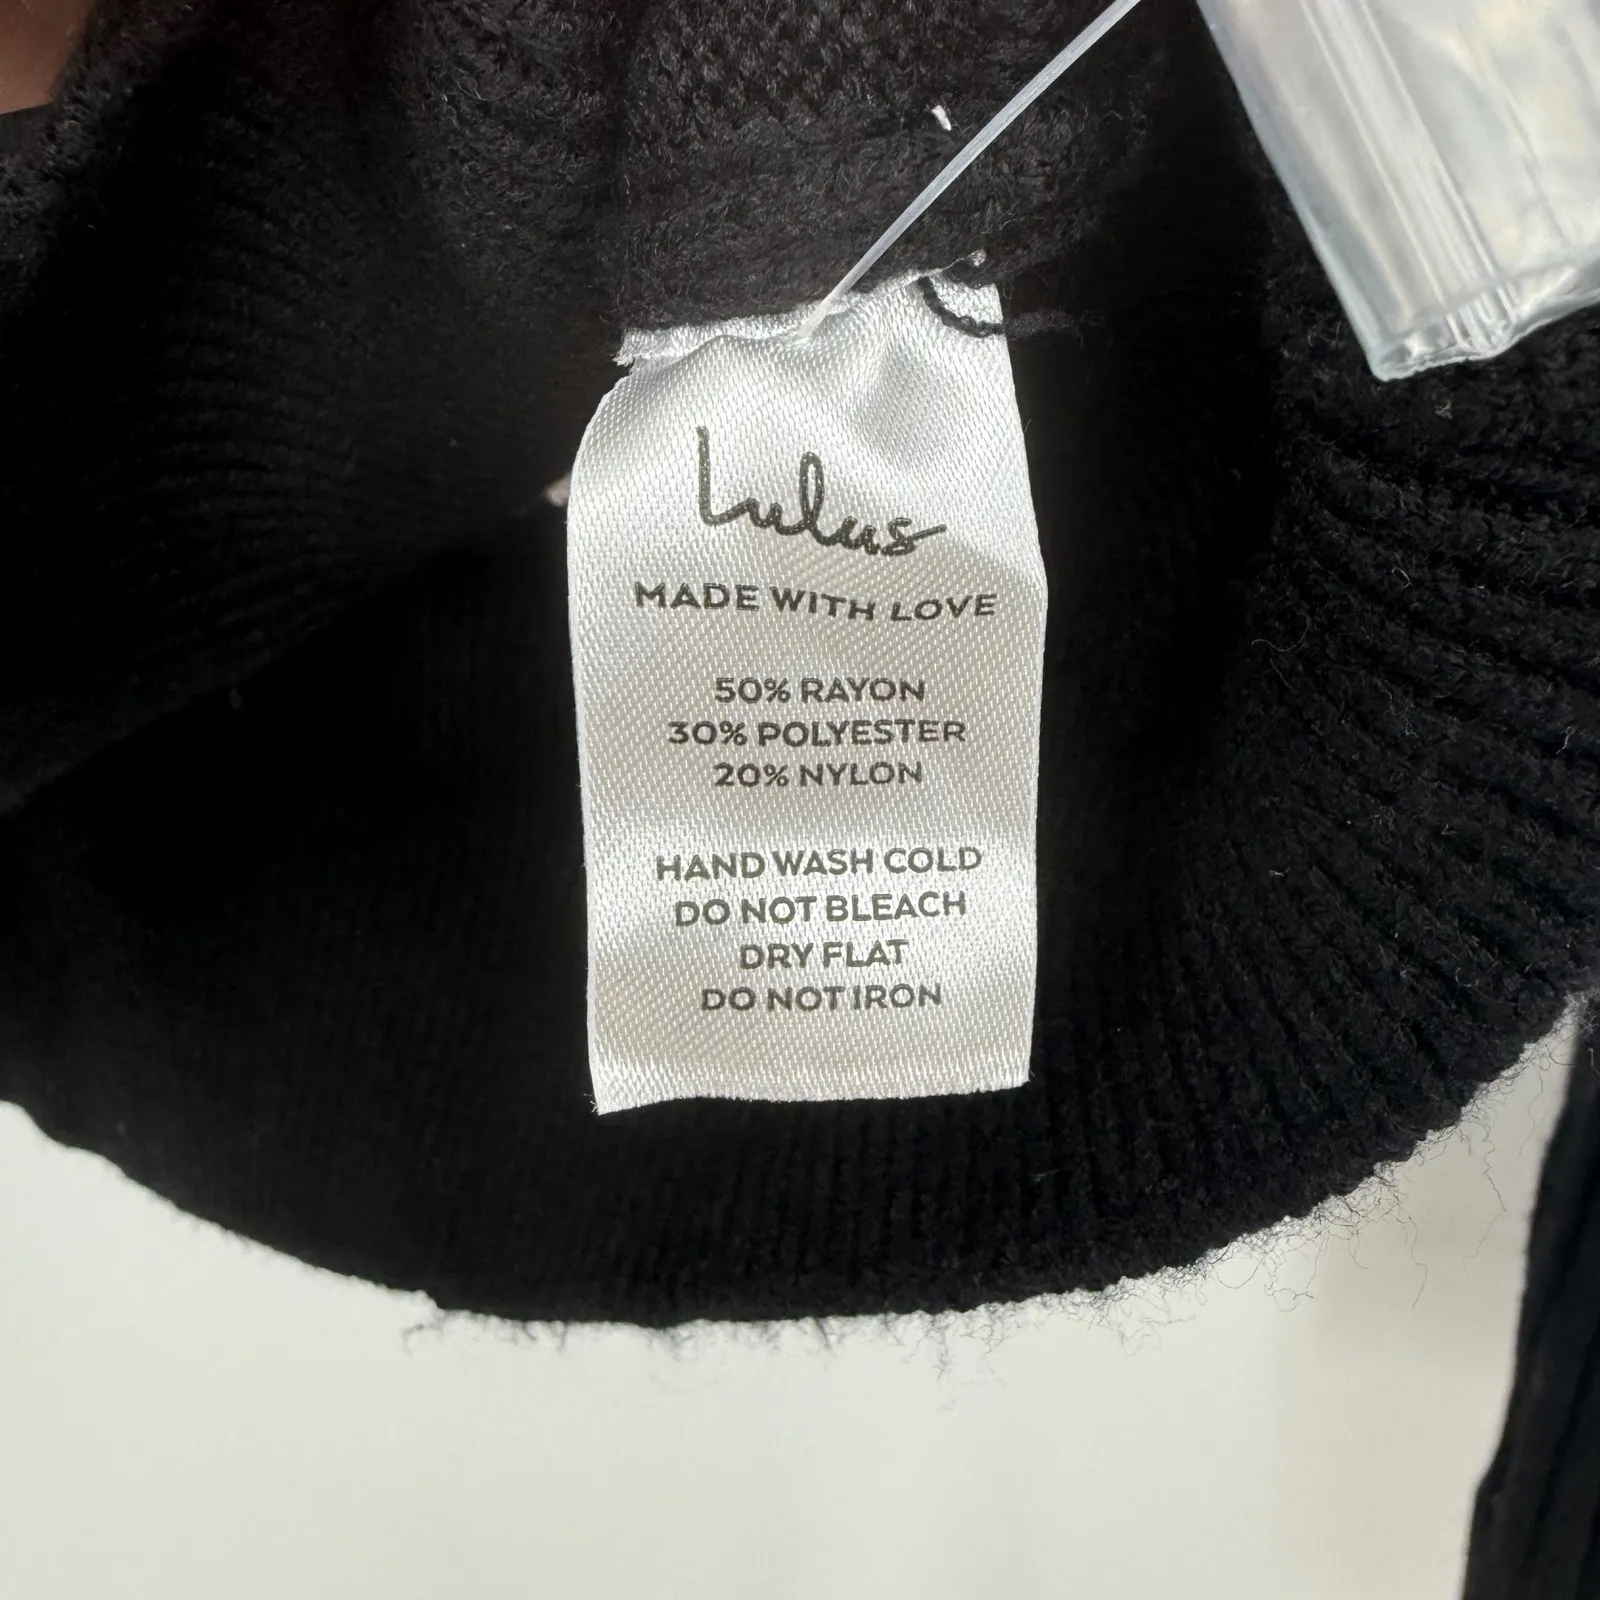 Lulus
MADE WITH LOVE
50% RAYON
30% POLYESTER
20% NYLON
HAND WASH COLD
DO NOT BLEACH
DRY FLAT
DO NOT IRON